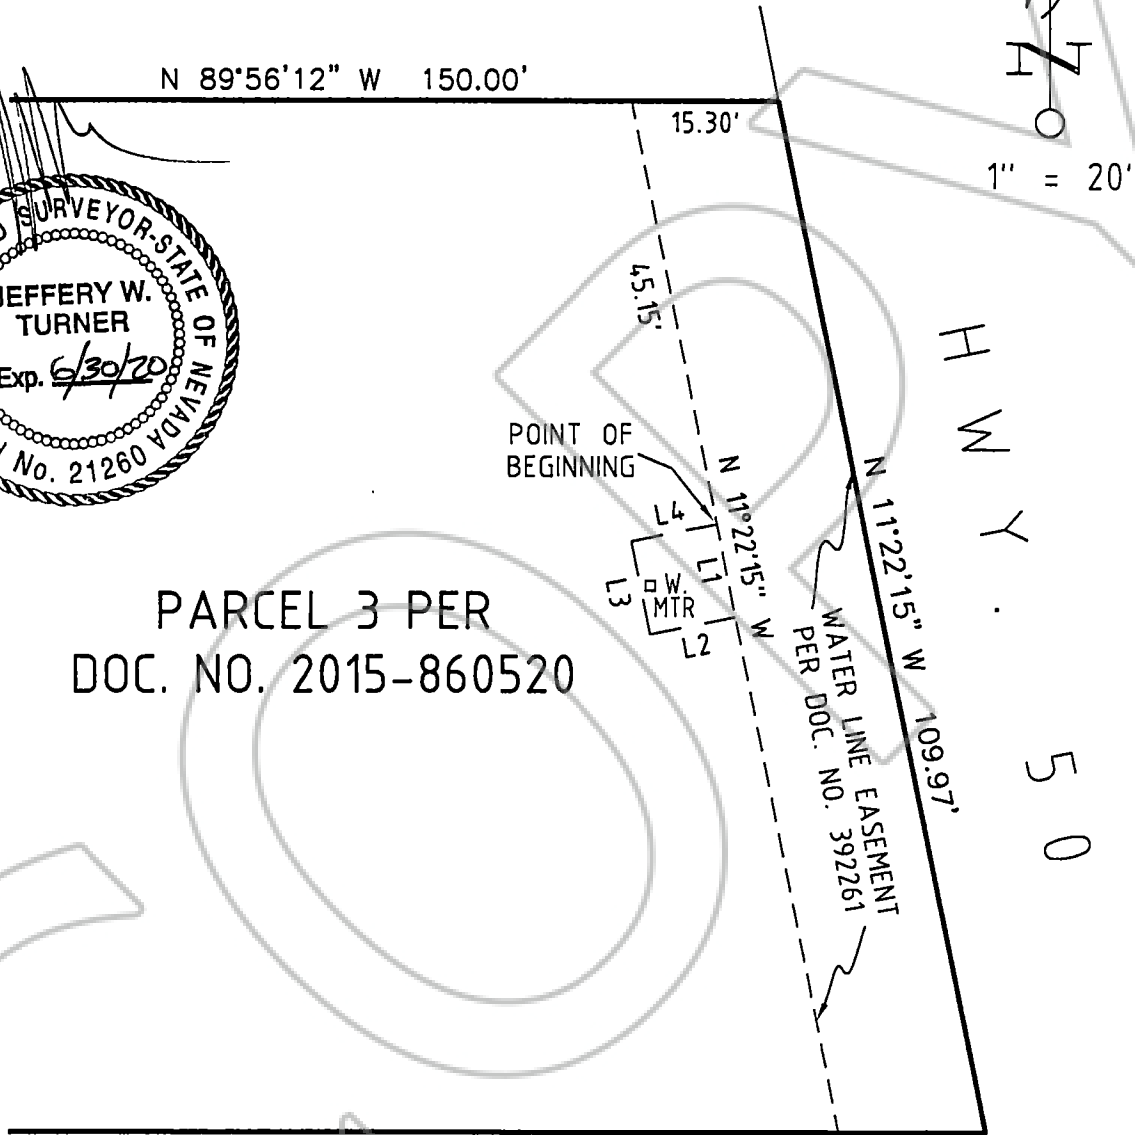 N 89°56'12" W 150.00'
15.30'
N
1" = 20'
SURVEYOR-STATE OF NEVADA
JEFFERY W.
TURNER
Exp. 6/30/20
No. 21260
45.15'
HWY. 50
POINT OF
BEGINNING
N 11°22'15" W
N 11°22'15" W 109.97'
L4
L1
L3
W.
MTR
L2
PARCEL 3 PER
DOC. NO. 2015-860520
WATER LINE EASEMENT
PER DOC. NO. 392261